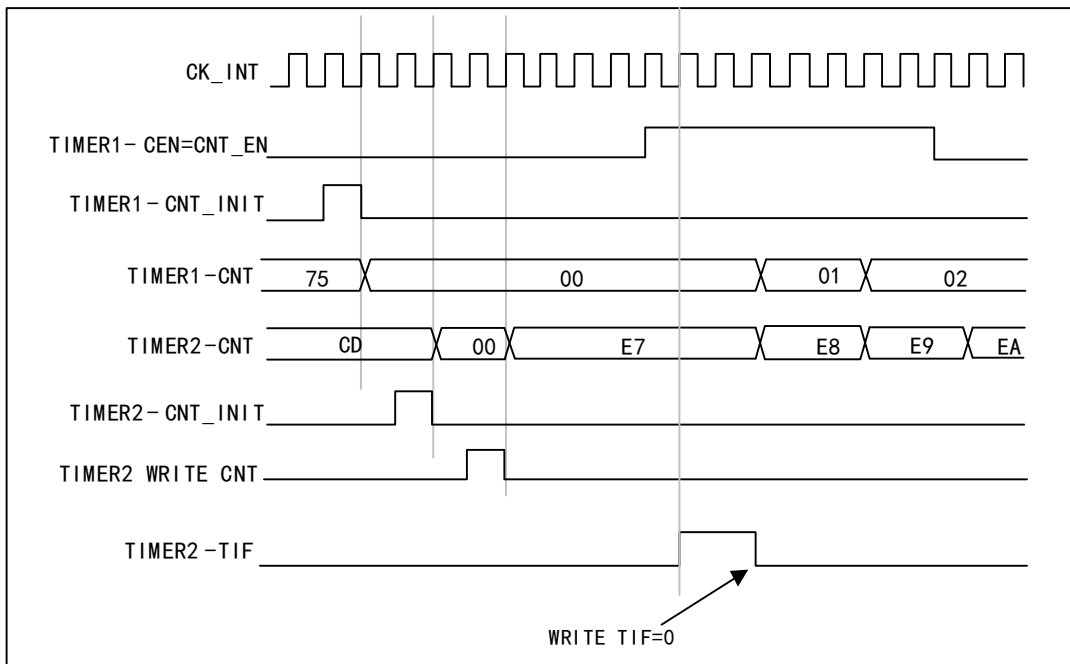 CK_INT
TIMER1-CEN=CNT_EN
TIMER1-CNT_INIT
TIMER1-CNT 75 00 01 02
TIMER2-CNT CD 00 E7 E8 E9 EA
TIMER2-CNT_INIT
TIMER2 WRITE CNT
TIMER2-TIF
WRITE TIF=0